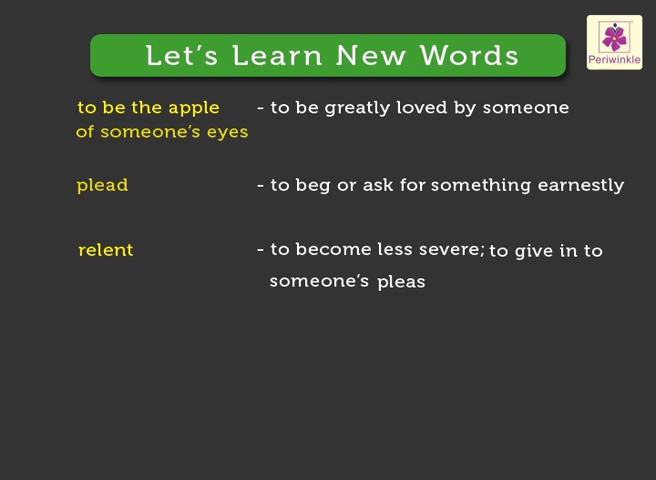 Let's Learn New Words
Periwinkle
to be the apple - to be greatly loved by someone
of someone's eyes
plead - to beg or ask for something earnestly
relent - to become less severe; to give in to
someone's pleas